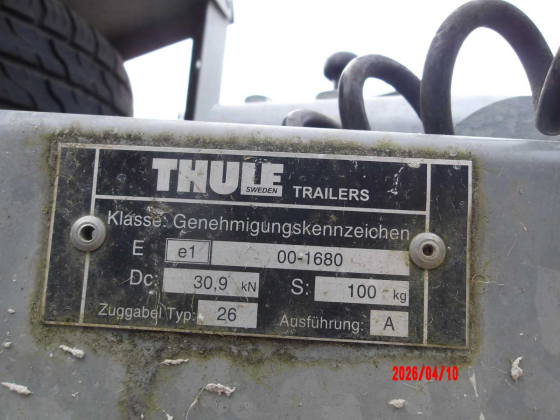 THULE SWEDEN TRAILERS
Klasse: Genehmigungskennzeichen
E e1 00-1680
Dc: 30,9 kN S: 100 kg
Zuggabel Typ: 26 Ausführung: A
2026/04/10